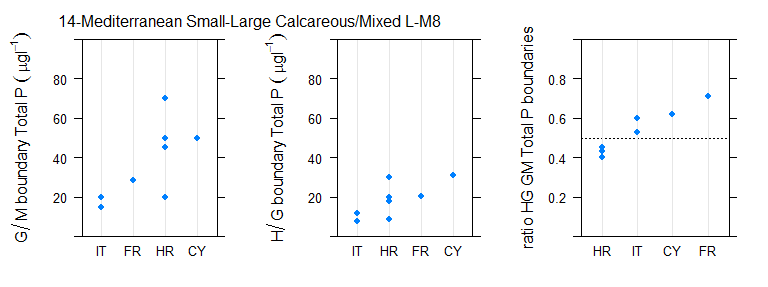 14-Mediterranean Small-Large Calcareous/Mixed L-M8
G/M boundary Total P (μgl⁻¹)
80
60
40
20
IT FR HR CY
H/G boundary Total P (μgl⁻¹)
80
60
40
20
IT HR FR CY
ratio HG GM Total P boundaries
0.8
0.6
0.4
0.2
HR IT CY FR